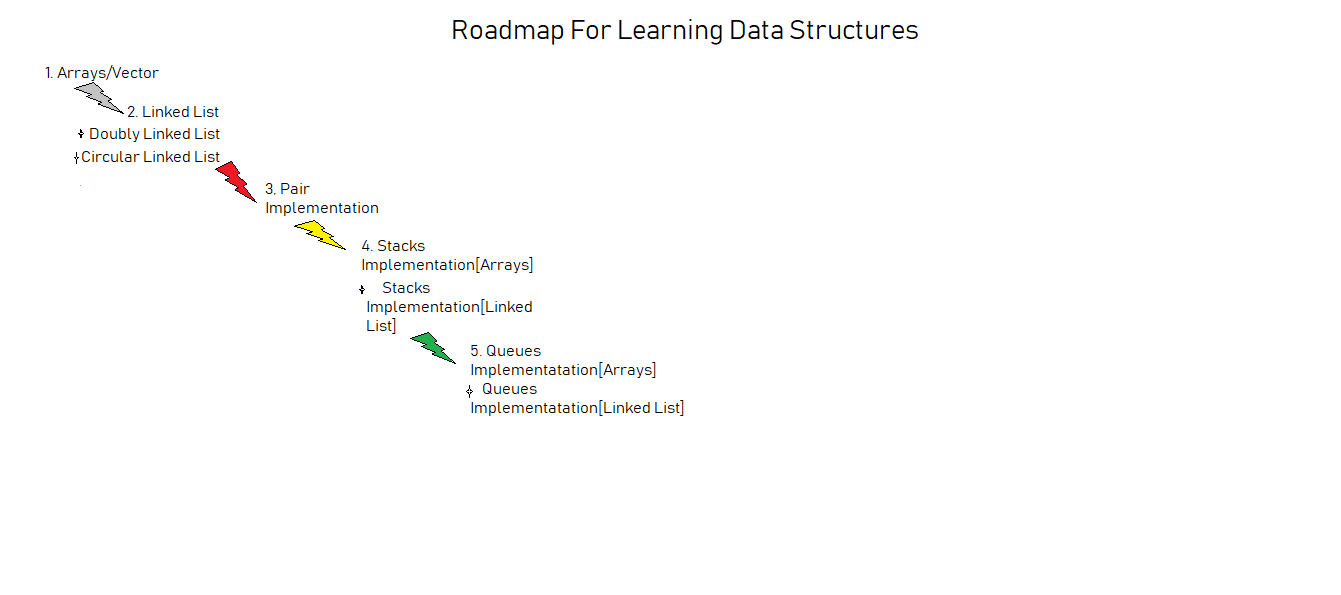 Roadmap For Learning Data Structures
1. Arrays/Vector
2. Linked List
Doubly Linked List
Circular Linked List
3. Pair
Implementation
4. Stacks
Implementation[Arrays]
Stacks
Implementation[Linked
List]
5. Queues
Implementatation[Arrays]
Queues
Implementatation[Linked List]